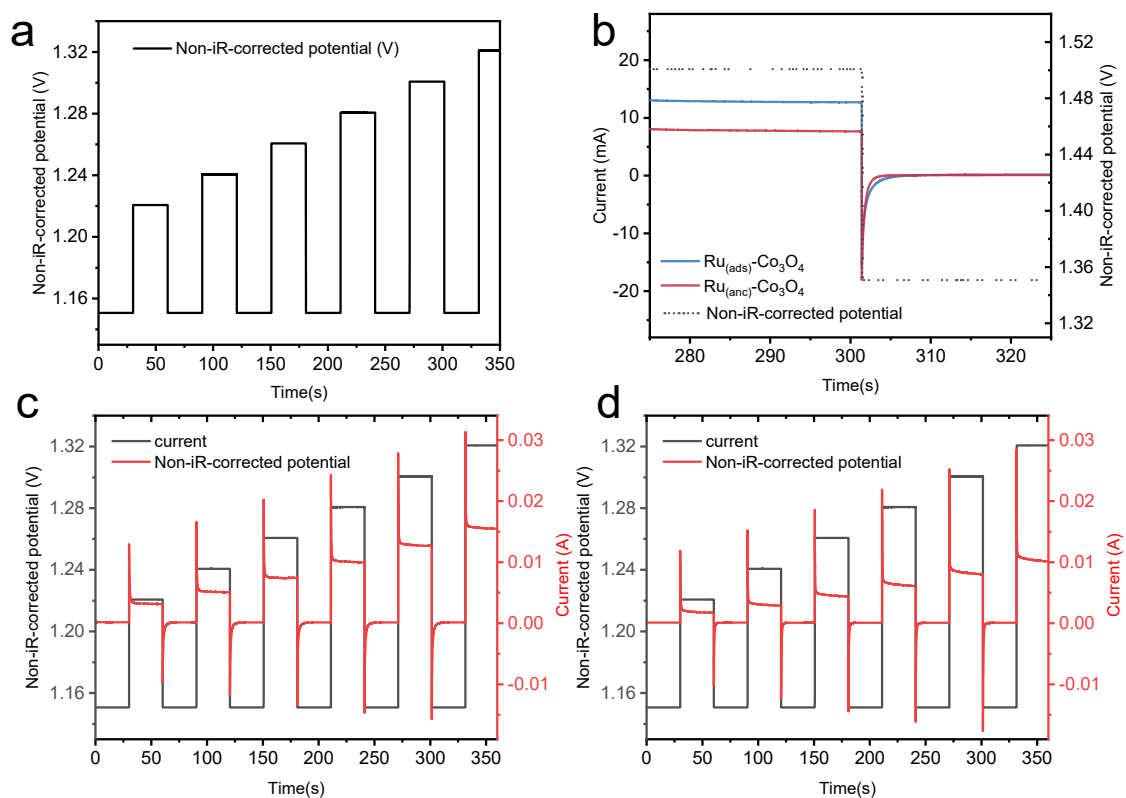 a
Non-iR-corrected potential (V)
Non-iR-corrected potential (V)
1.32
1.28
1.24
1.20
1.16
0 50 100 150 200 250 300 350
Time(s)
b
Current (mA)
20
10
0
-10
-20
Ru(ads)-Co3O4
Ru(anc)-Co3O4
Non-iR-corrected potential
1.52
1.48
1.44
1.40
1.36
1.32
Non-iR-corrected potential (V)
280 290 300 310 320
Time(s)
c
Non-iR-corrected potential (V)
1.32
1.28
1.24
1.20
1.16
current
Non-iR-corrected potential
0.03
0.02
0.01
0.00
-0.01
Current (A)
0 50 100 150 200 250 300 350
Time(s)
d
Non-iR-corrected potential (V)
1.32
1.28
1.24
1.20
1.16
current
Non-iR-corrected potential
0.03
0.02
0.01
0.00
-0.01
Current (A)
0 50 100 150 200 250 300 350
Time(s)